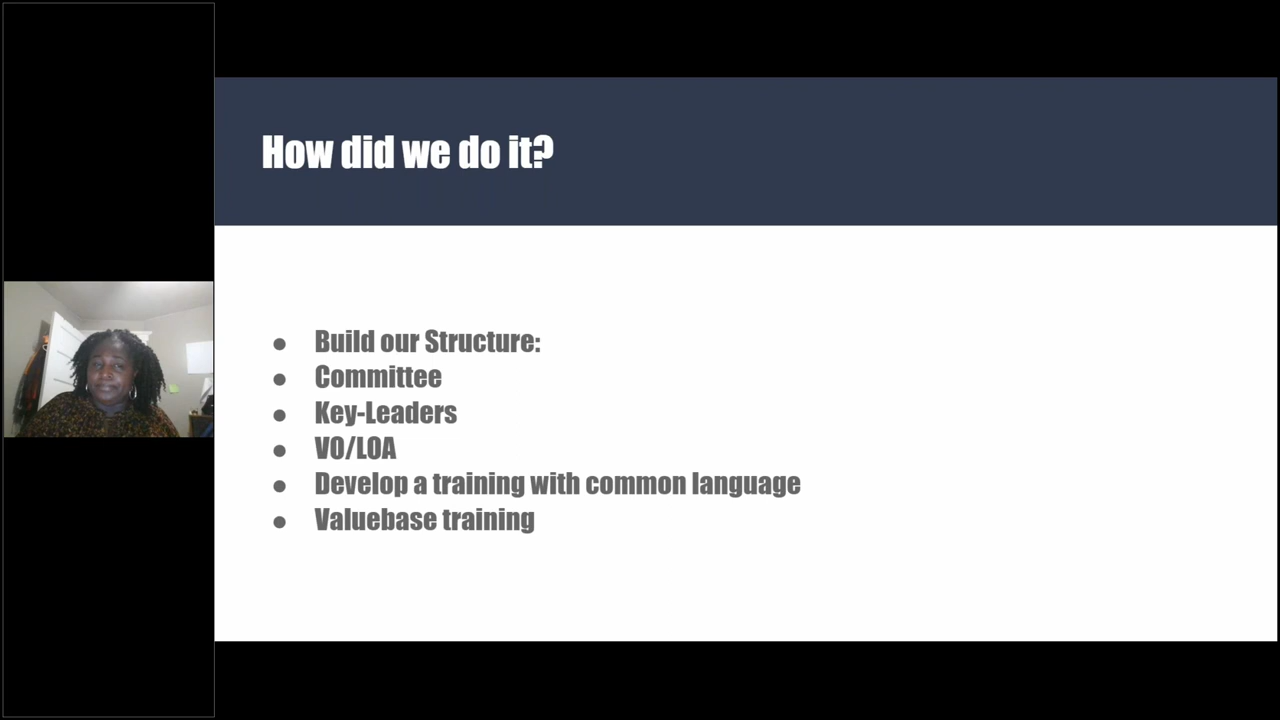 How did we do it?
● Build our Structure:
● Committee
● Key-Leaders
● VO/LOA
● Develop a training with common language
● Valuebase training